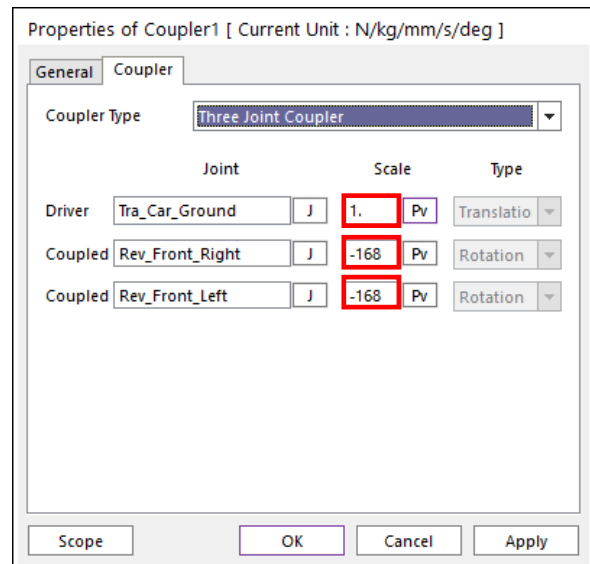 Properties of Coupler1 [ Current Unit : N/kg/mm/s/deg ]
General Coupler
Coupler Type Three Joint Coupler
Joint Scale Type
Driver Tra_Car_Ground J 1. Pv Translatio
Coupled Rev_Front_Right J -168 Pv Rotation
Coupled Rev_Front_Left J -168 Pv Rotation
Scope OK Cancel Apply